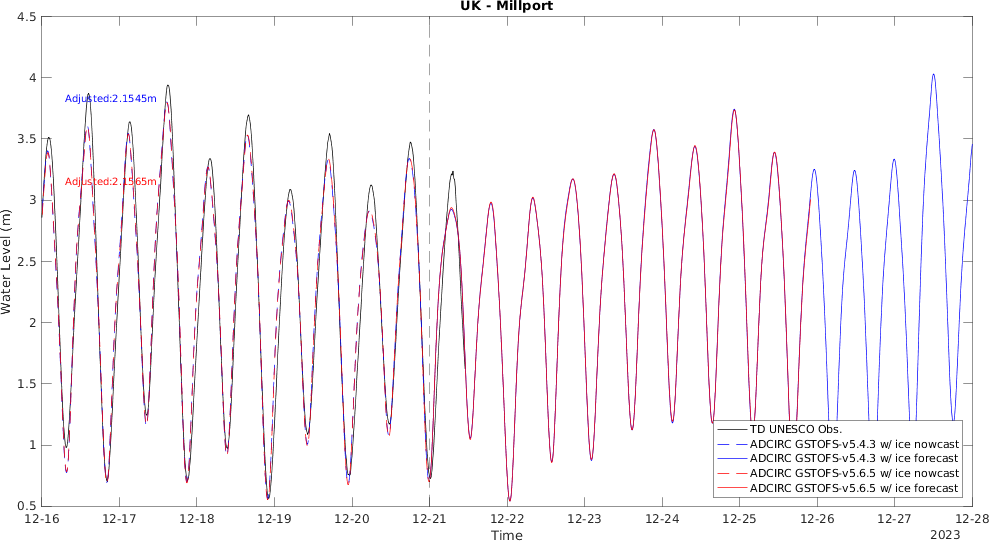 UK - Millport
4.5
4
3.5
3
2.5
2
1.5
1
0.5
Water Level (m)
Adjusted:2.1545m
Adjusted:2.1565m
TD UNESCO Obs.
ADCIRC GSTOFS-v5.4.3 w/ ice nowcast
ADCIRC GSTOFS-v5.4.3 w/ ice forecast
ADCIRC GSTOFS-v5.6.5 w/ ice nowcast
ADCIRC GSTOFS-v5.6.5 w/ ice forecast
12-16 12-17 12-18 12-19 12-20 12-21 12-22 12-23 12-24 12-25 12-26 12-27 12-28
Time
2023